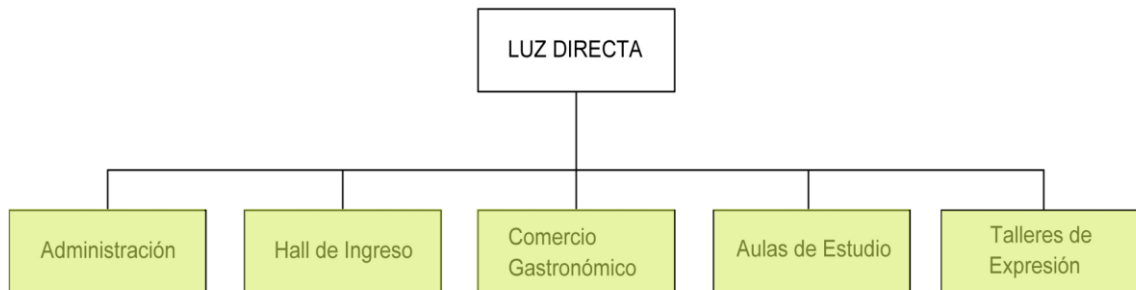 LUZ DIRECTA
Administración
Hall de Ingreso
Comercio
Gastronómico
Aulas de Estudio
Talleres de
Expresión